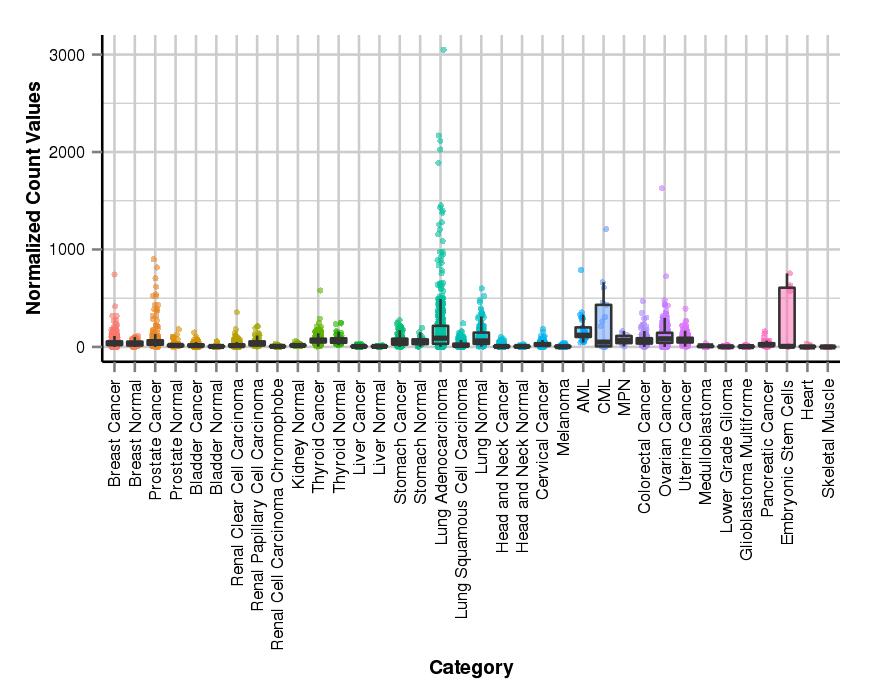 Normalized Count Values
3000
2000
1000
0
Breast Cancer
Breast Normal
Prostate Cancer
Prostate Normal
Bladder Cancer
Bladder Normal
Renal Clear Cell Carcinoma
Renal Papillary Cell Carcinoma
Renal Cell Carcinoma Chromophobe
Kidney Normal
Thyroid Cancer
Thyroid Normal
Liver Cancer
Liver Normal
Stomach Cancer
Stomach Normal
Lung Adenocarcinoma
Lung Squamous Cell Carcinoma
Lung Normal
Head and Neck Cancer
Head and Neck Normal
Cervical Cancer
Melanoma
AML
CML
MPN
Colorectal Cancer
Ovarian Cancer
Uterine Cancer
Medulloblastoma
Lower Grade Glioma
Glioblastoma Multiforme
Pancreatic Cancer
Embryonic Stem Cells
Heart
Skeletal Muscle
Category